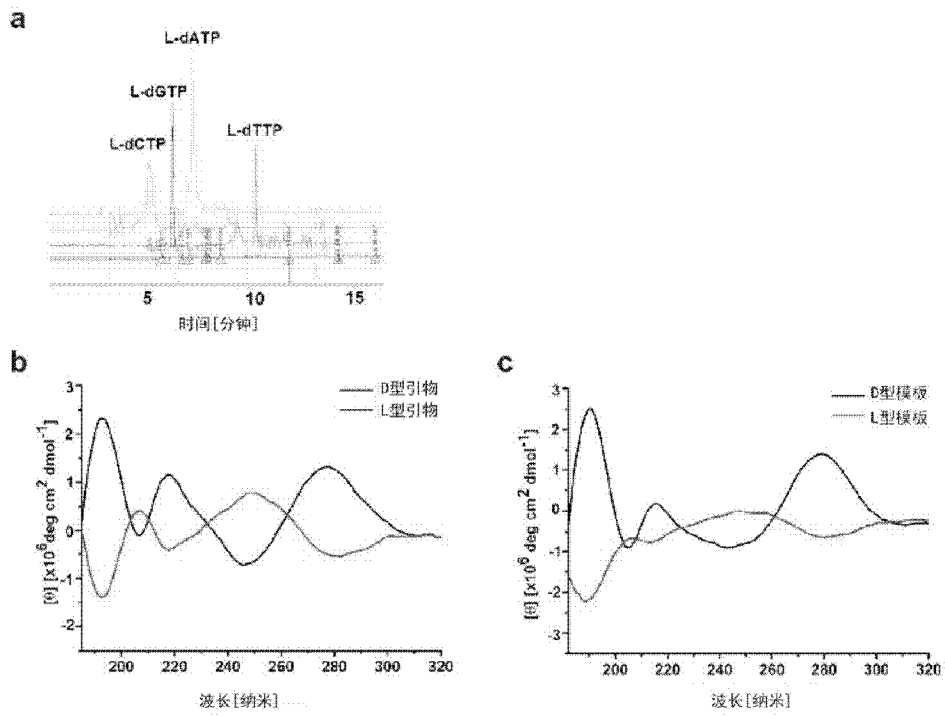 a
L-dATP
L-dGTP
L-dCTP
L-dTTP
5 10 15
时间[分钟]
b
D型引物
L型引物
[θ] [x10⁶deg cm² dmol⁻¹]
3
2
1
0
-1
-2
200 220 240 260 280 300 320
波长[纳米]
c
D型模板
L型模板
[θ] [x10⁶ deg cm² dmol⁻¹]
3
2
1
0
-1
-2
-3
200 220 240 260 280 300 320
波长[纳米]